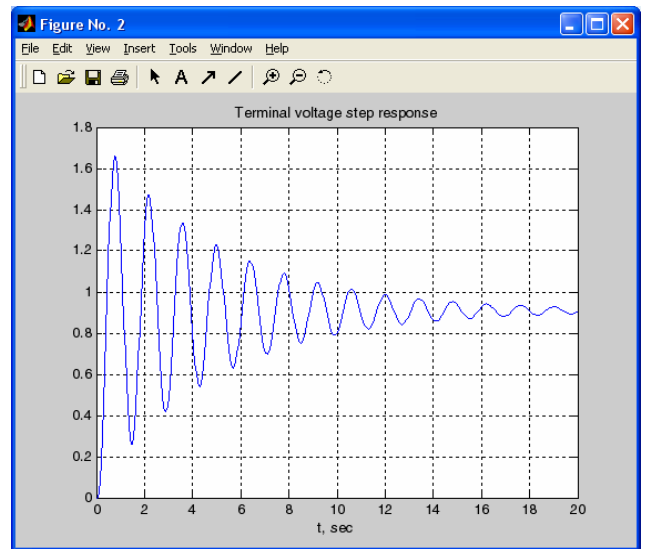 Figure No. 2
File Edit View Insert Tools Window Help
A
Terminal voltage step response
1.8
1.6
1.4
1.2
1
0.8
0.6
0.4
0.2
0
0 2 4 6 8 10 12 14 16 18 20
t, sec